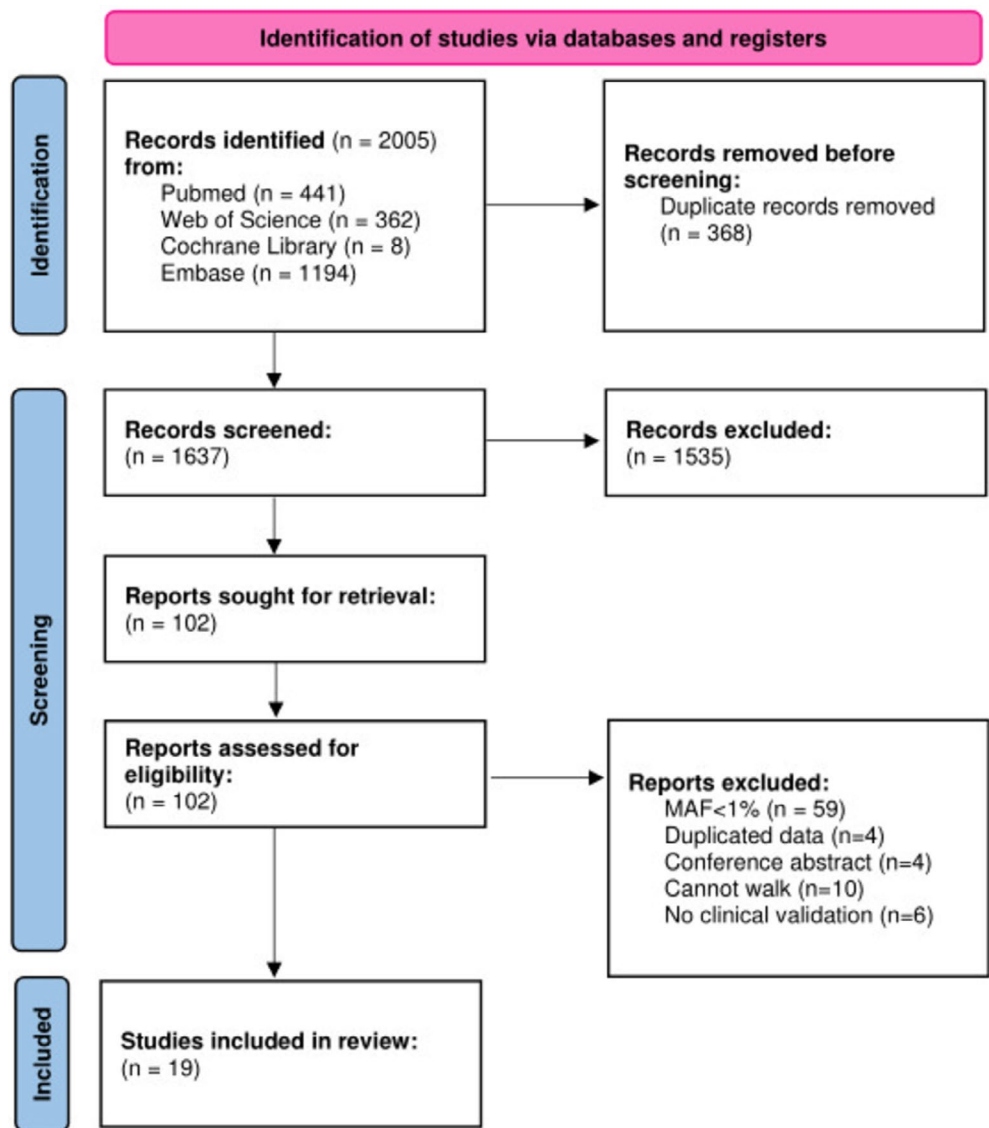 Identification of studies via databases and registers
Identification
Records identified (n = 2005)
from:
Pubmed (n = 441)
Web of Science (n = 362)
Cochrane Library (n = 8)
Embase (n = 1194)
Records removed before
screening:
Duplicate records removed
(n = 368)
Screening
Records screened:
(n = 1637)
Records excluded:
(n = 1535)
Reports sought for retrieval:
(n = 102)
Reports assessed for
eligibility:
(n = 102)
Reports excluded:
MAF<1% (n = 59)
Duplicated data (n=4)
Conference abstract (n=4)
Cannot walk (n=10)
No clinical validation (n=6)
Included
Studies included in review:
(n = 19)